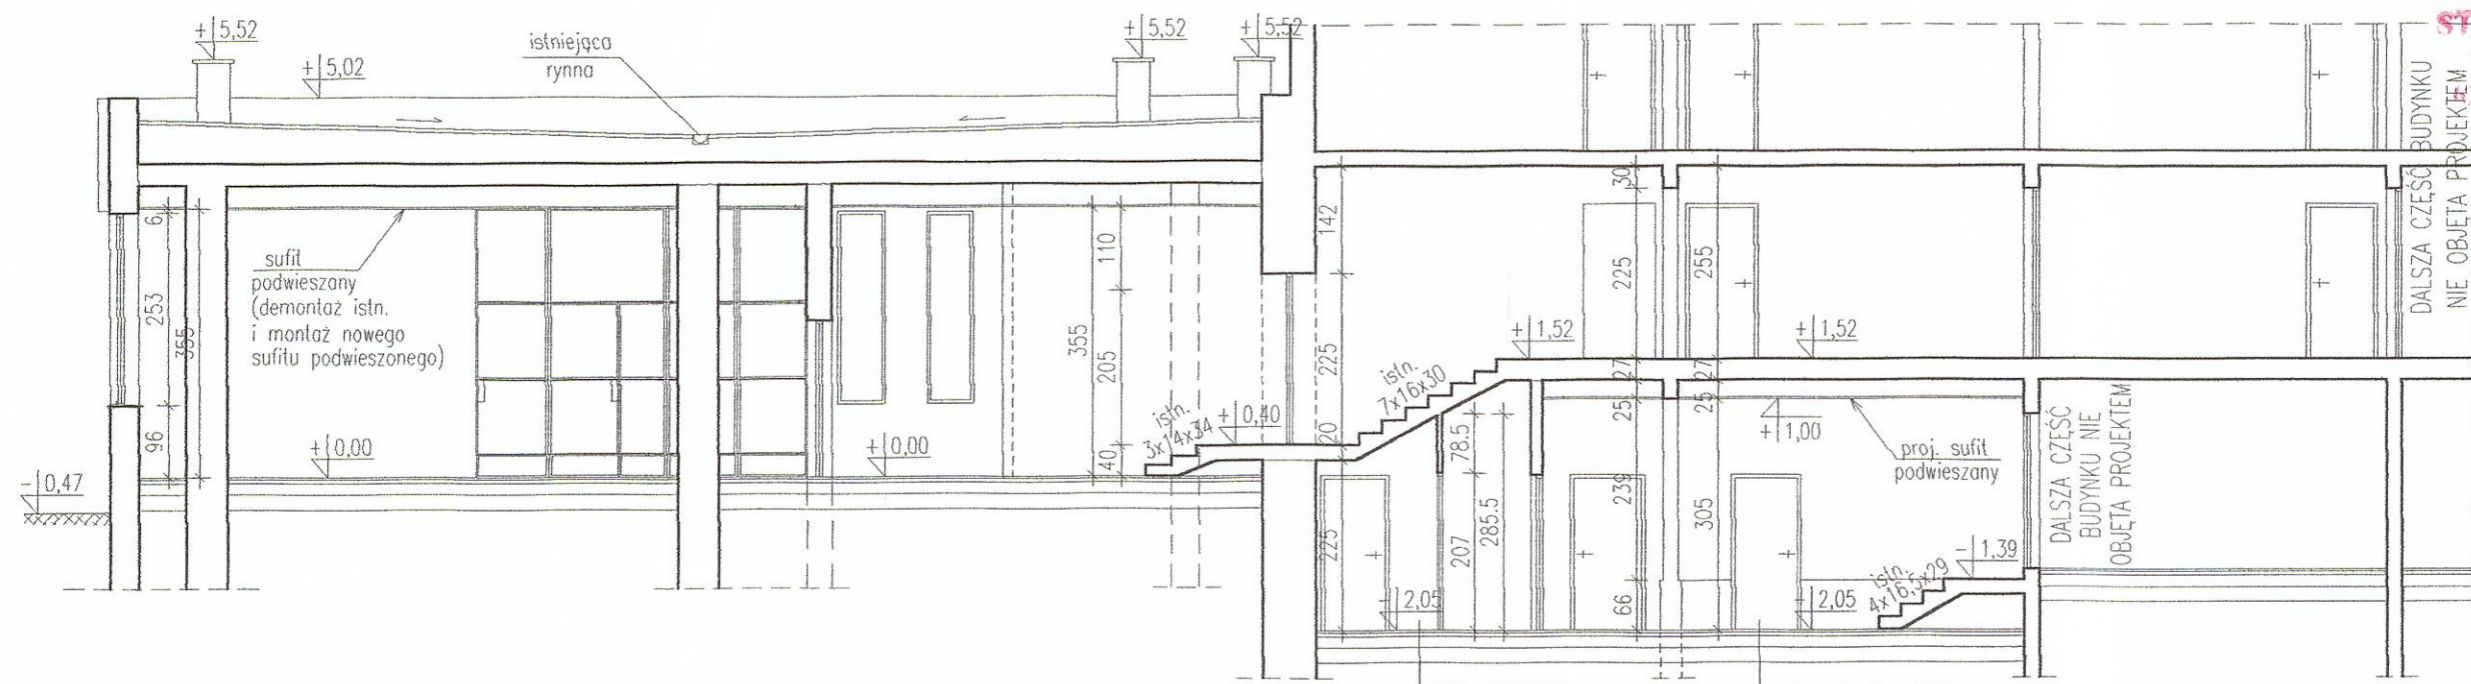 +5,52
+5,02
istniejąca
rynna
+5,52
+5,52
sufit
podwieszany
(demontaż istn.
i montaż nowego
sufitu podwieszonego)
6
253
355
96
+0,00
-0,47
+0,00
355
110
205
40
istn.
3x14x34
+0,40
142
225
20
225
istn.
7x16x30
+1,52
30
225
27
25
239
66
255
27
25
305
+1,52
+1,00
78.5
207
285.5
proj. sufit
podwieszany
-2,05
-2,05
istn.
4x16,5x29
-1,39
DALSZA CZĘŚĆ
BUDYNKU NIE
OBJĘTA PROJEKTEM
DALSZA CZĘŚĆ BUDYNKU
NIE OBJĘTA PROJEKTEM